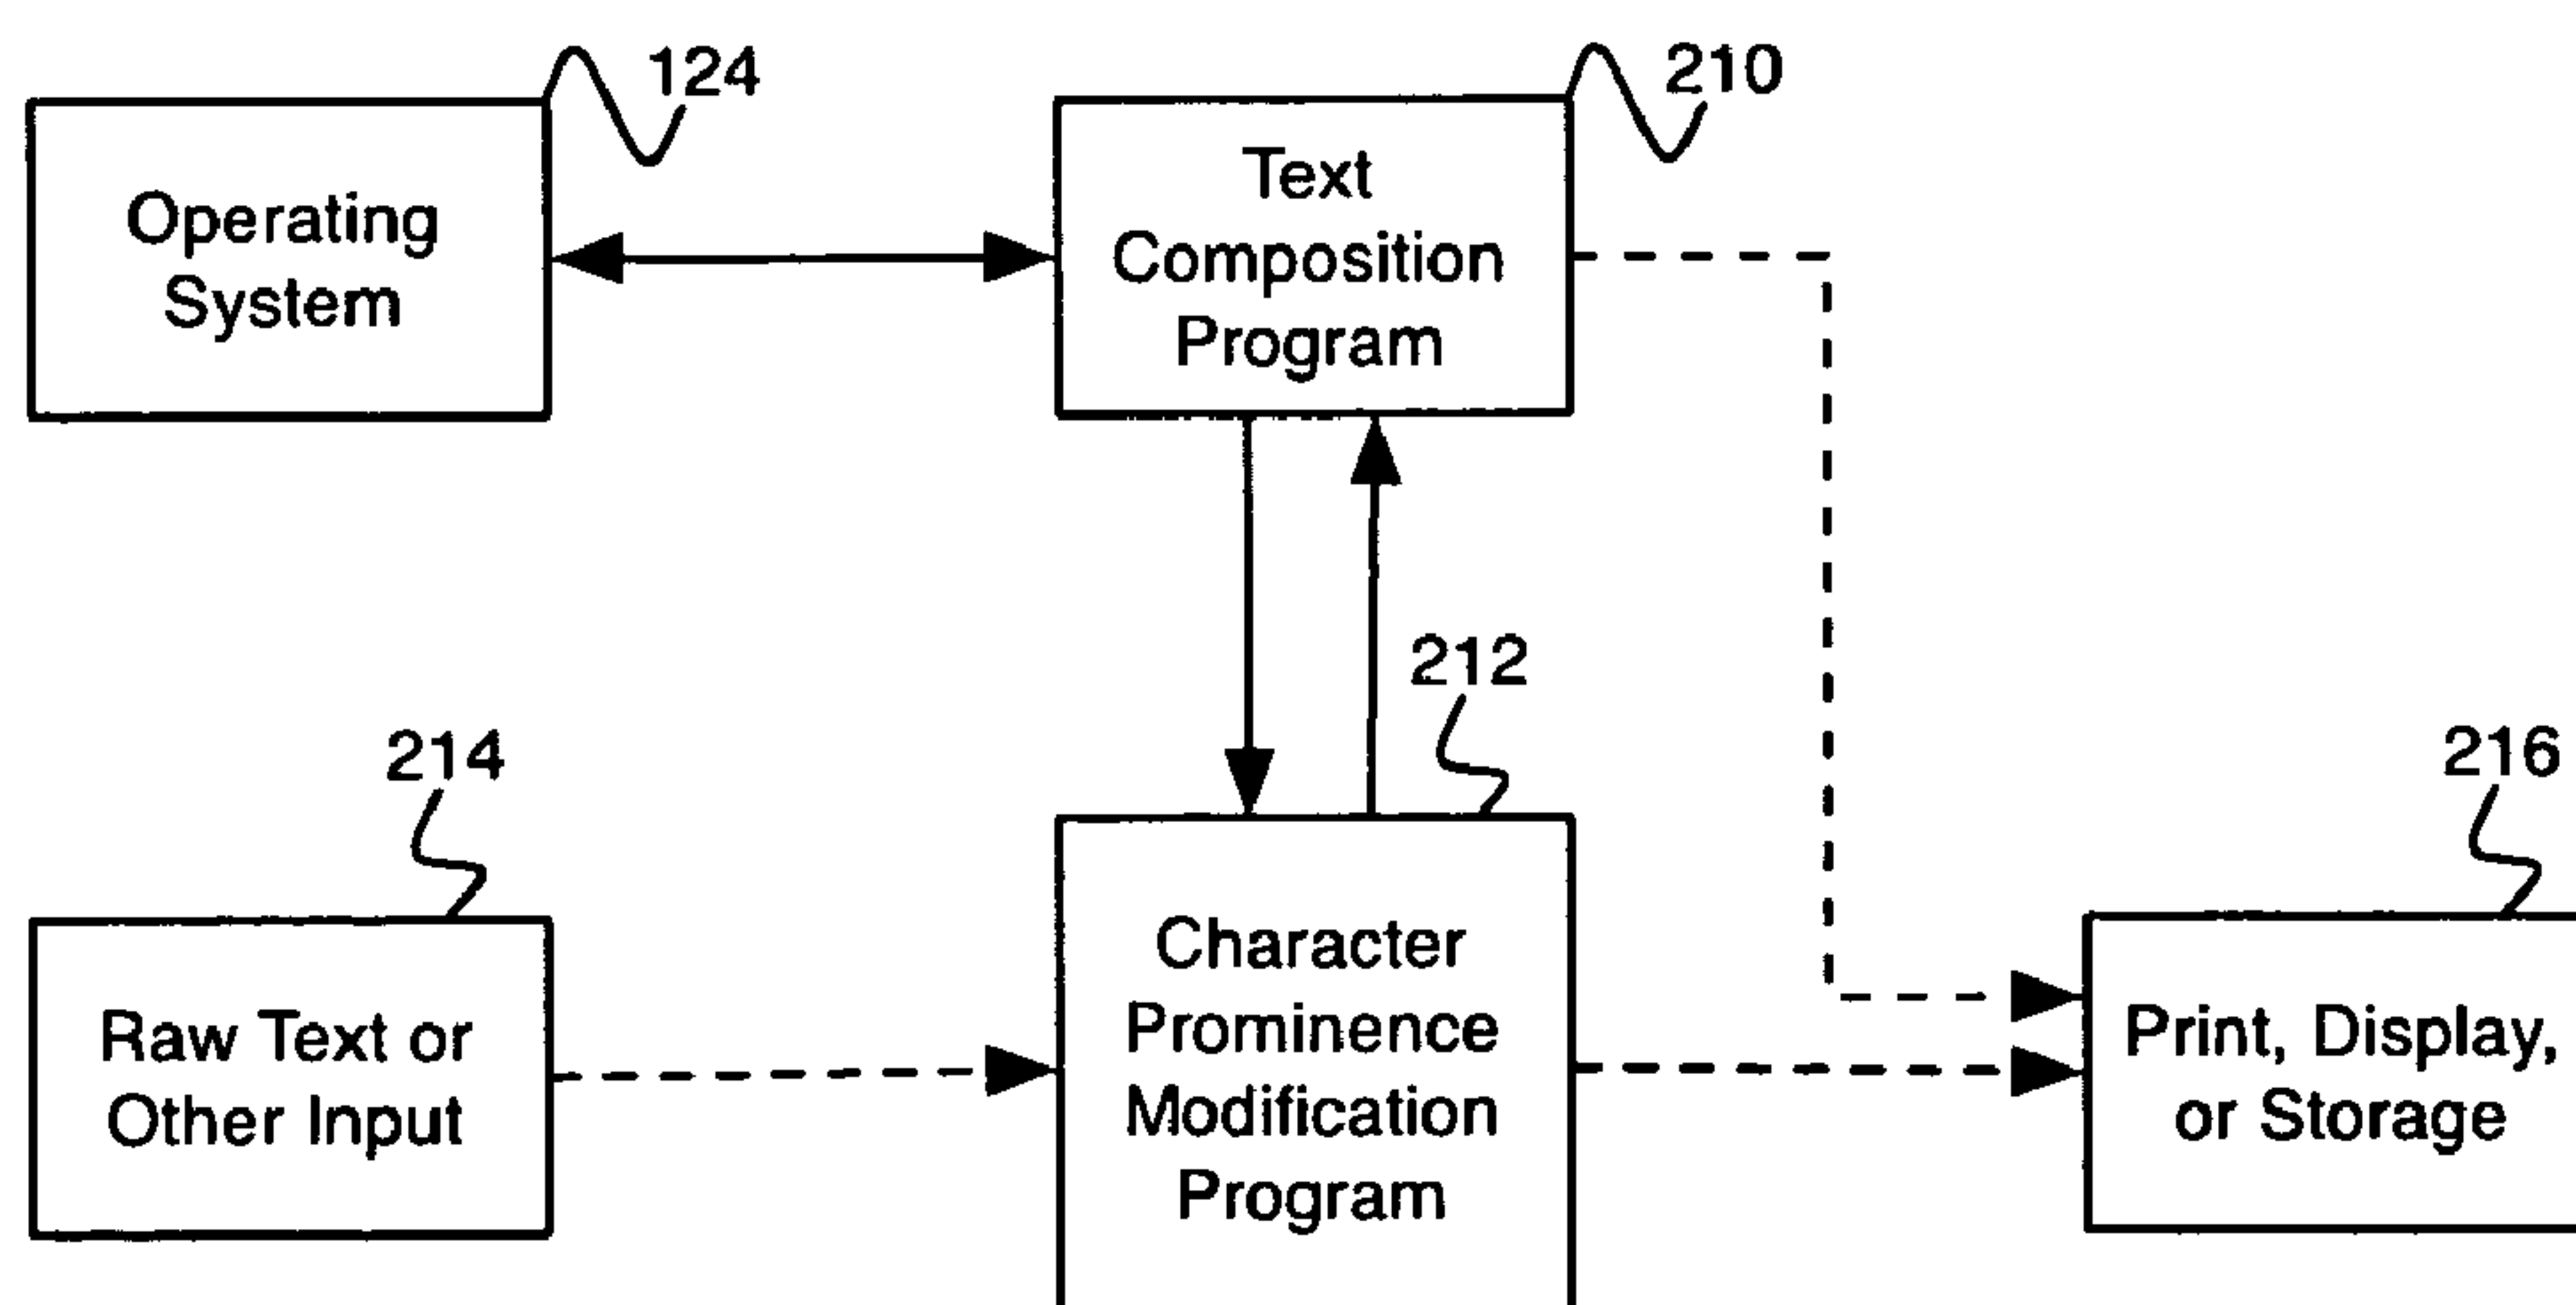 124
Operating
System
210
Text
Composition
Program
212
214
Raw Text or
Other Input
Character
Prominence
Modification
Program
216
Print, Display,
or Storage